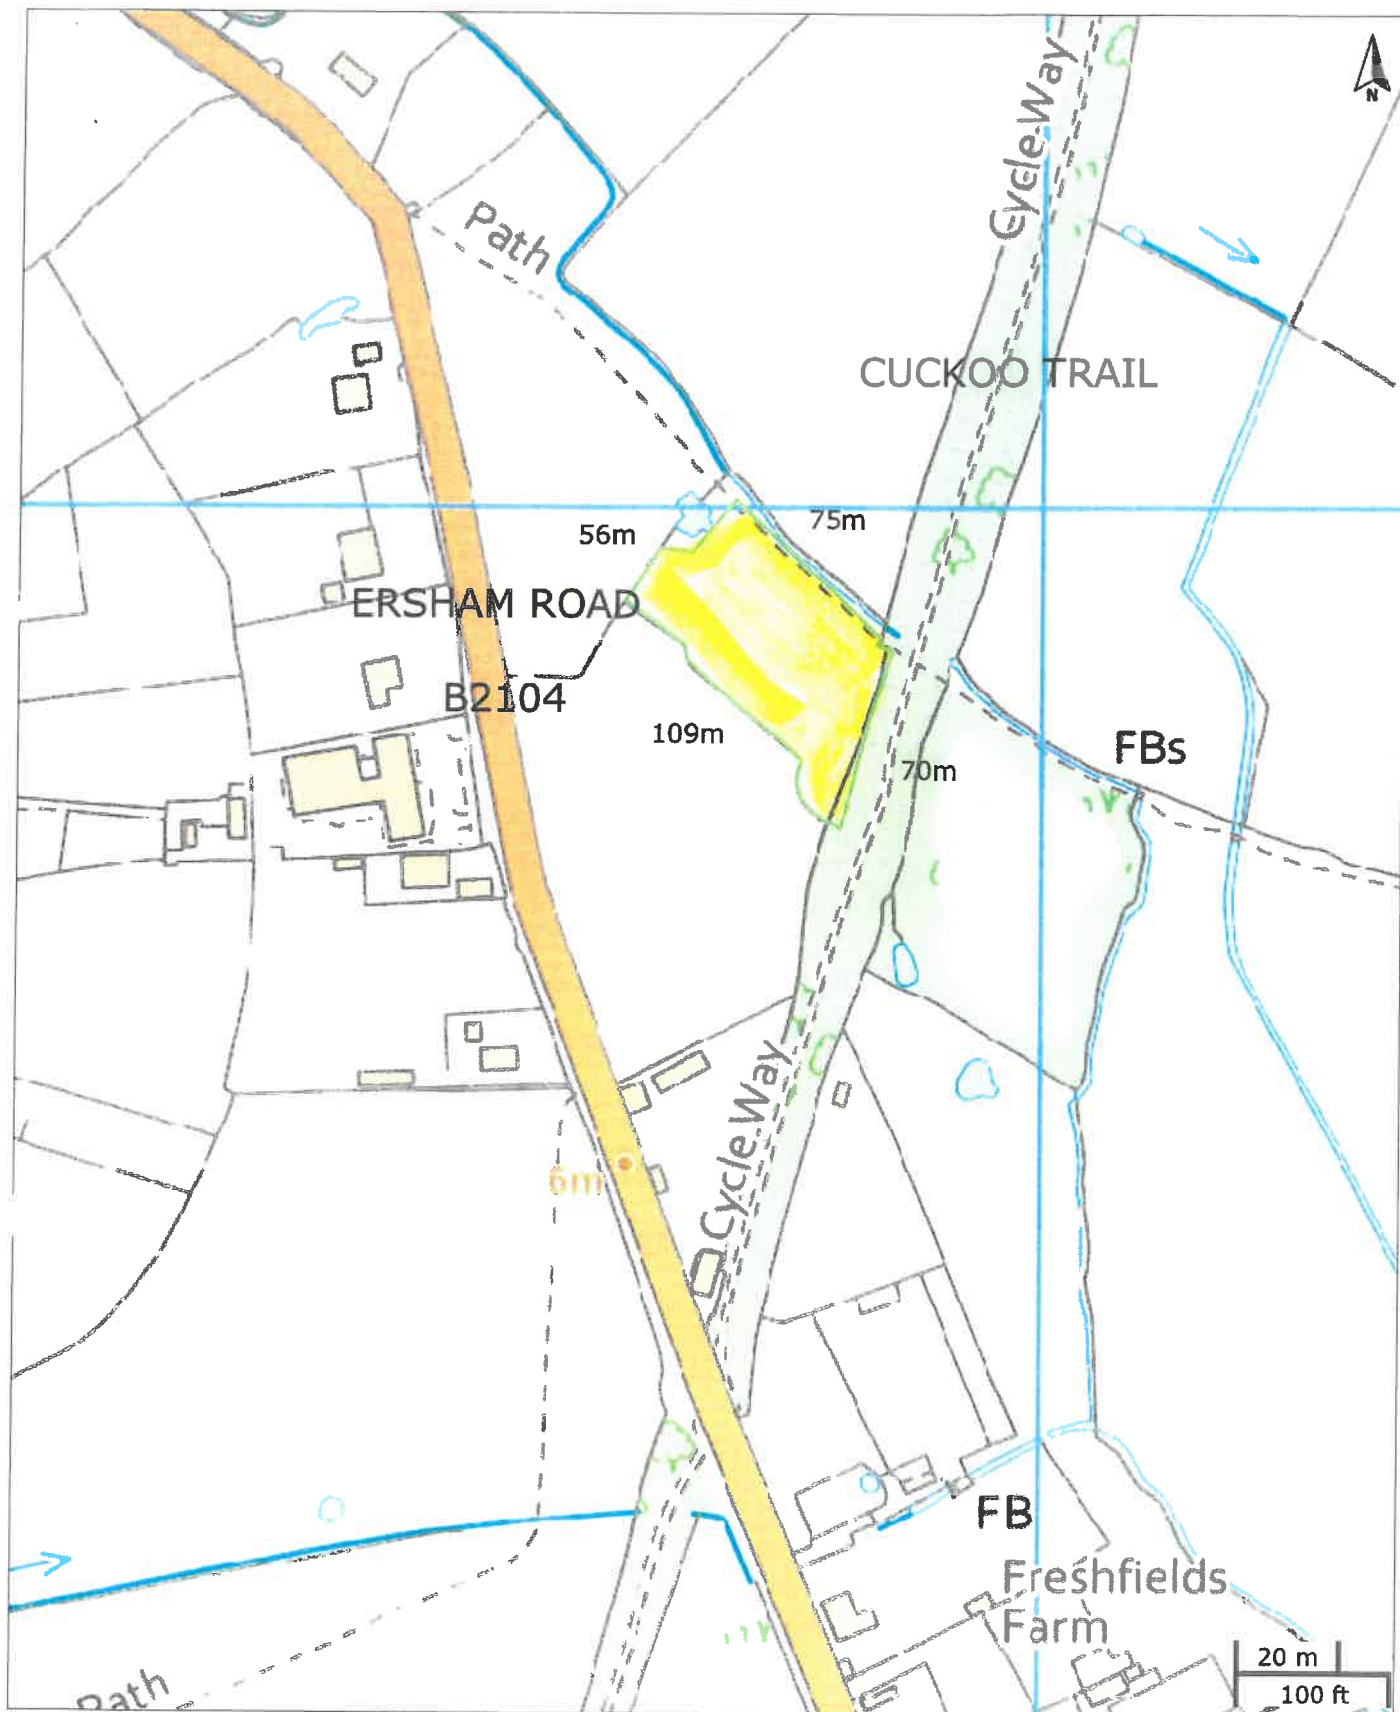 N
Cycle Way
Path
CUCKOO TRAIL
56m
75m
ERSHAM ROAD
B2104
109m
70m
FBs
Cycle Way
6m
FB
Freshfields
Farm
Path
20 m
100 ft